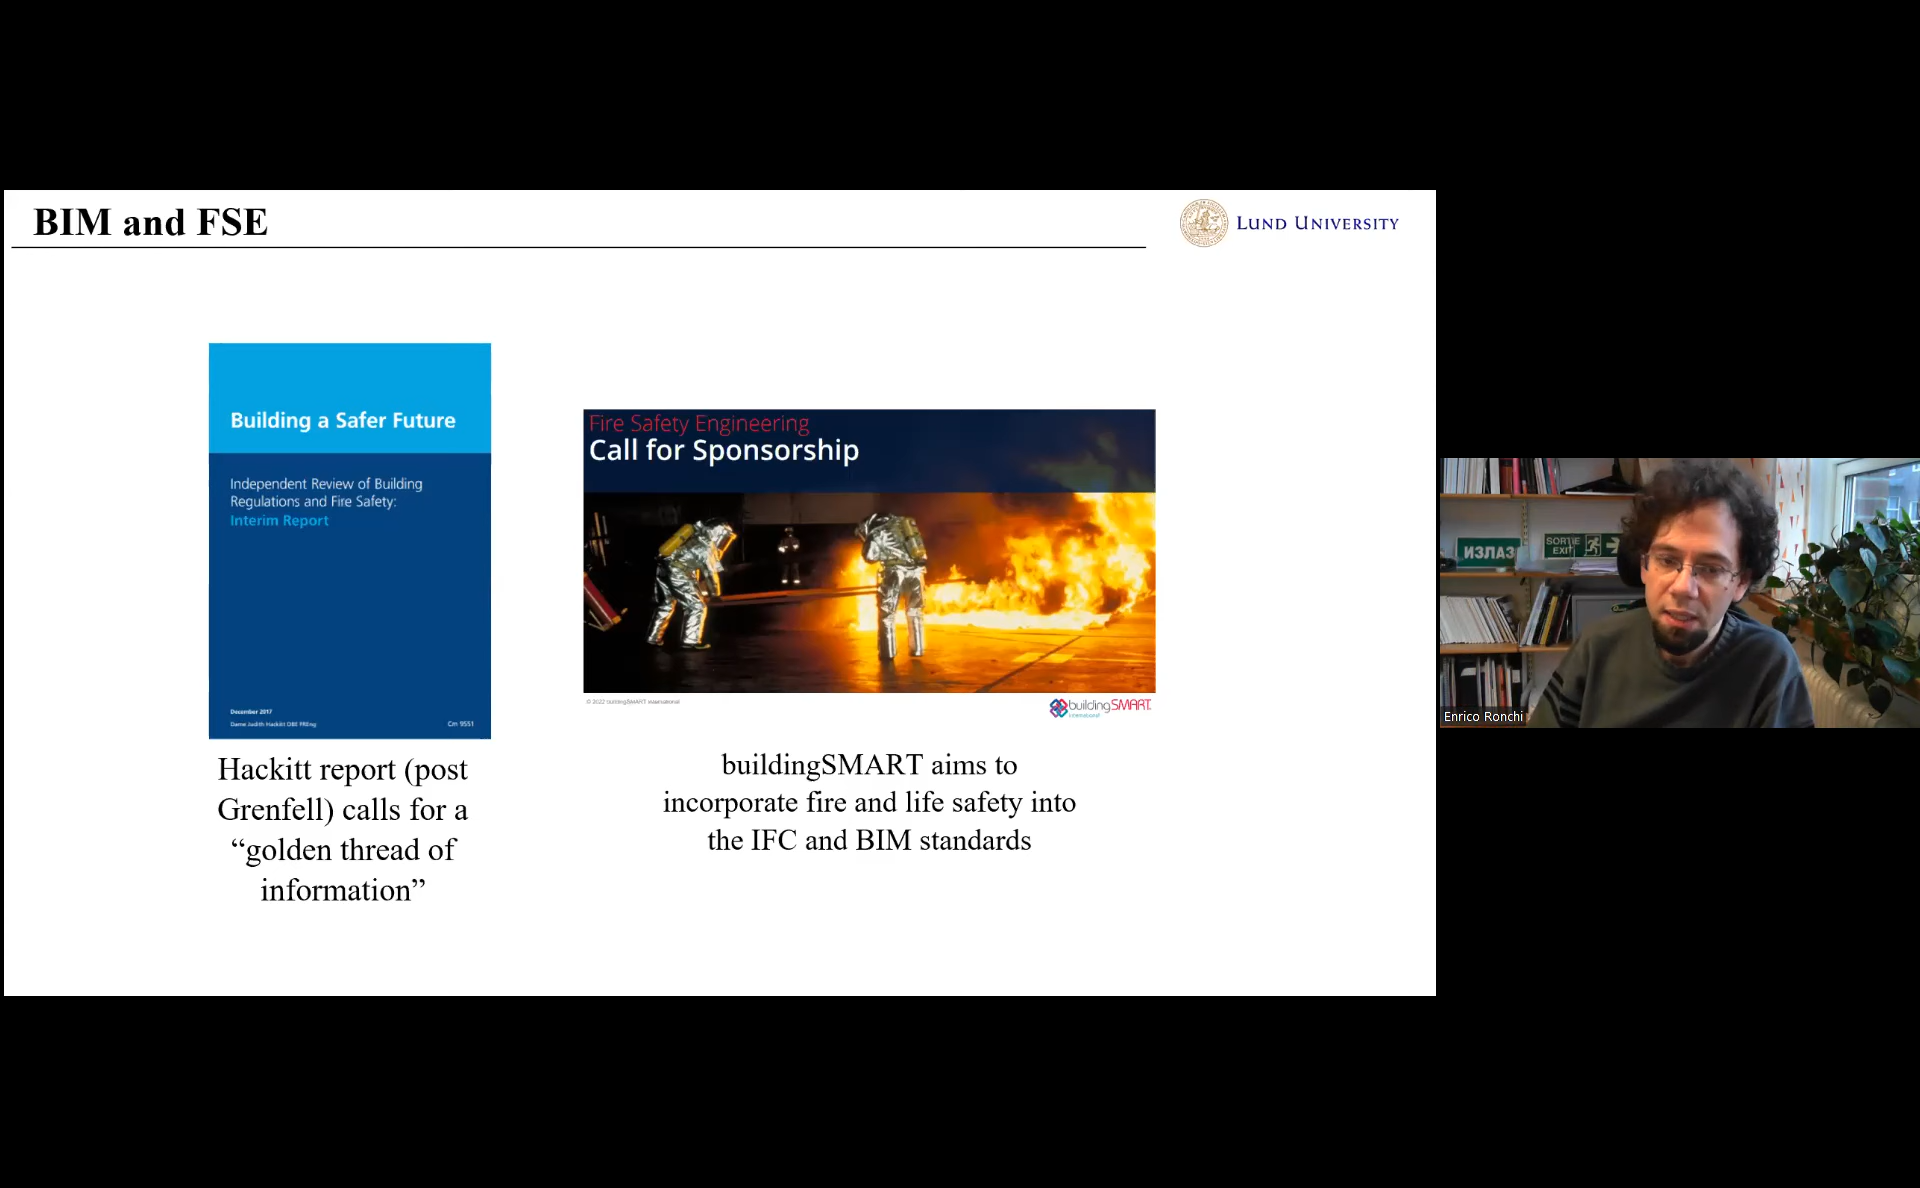 BIM and FSE
LUND UNIVERSITY
Building a Safer Future
Independent Review of Building
Regulations and Fire Safety:
Interim Report
December 2017
Dame Judith Hackitt DBE FREng
Cm 9551
Hackitt report (post
Grenfell) calls for a
“golden thread of
information”
Fire Safety Engineering
Call for Sponsorship
© 2022 buildingSMART International
buildingSMART
International
buildingSMART aims to
incorporate fire and life safety into
the IFC and BIM standards
ИЗЛАЗ
SORTIE
EXIT
Enrico Ronchi